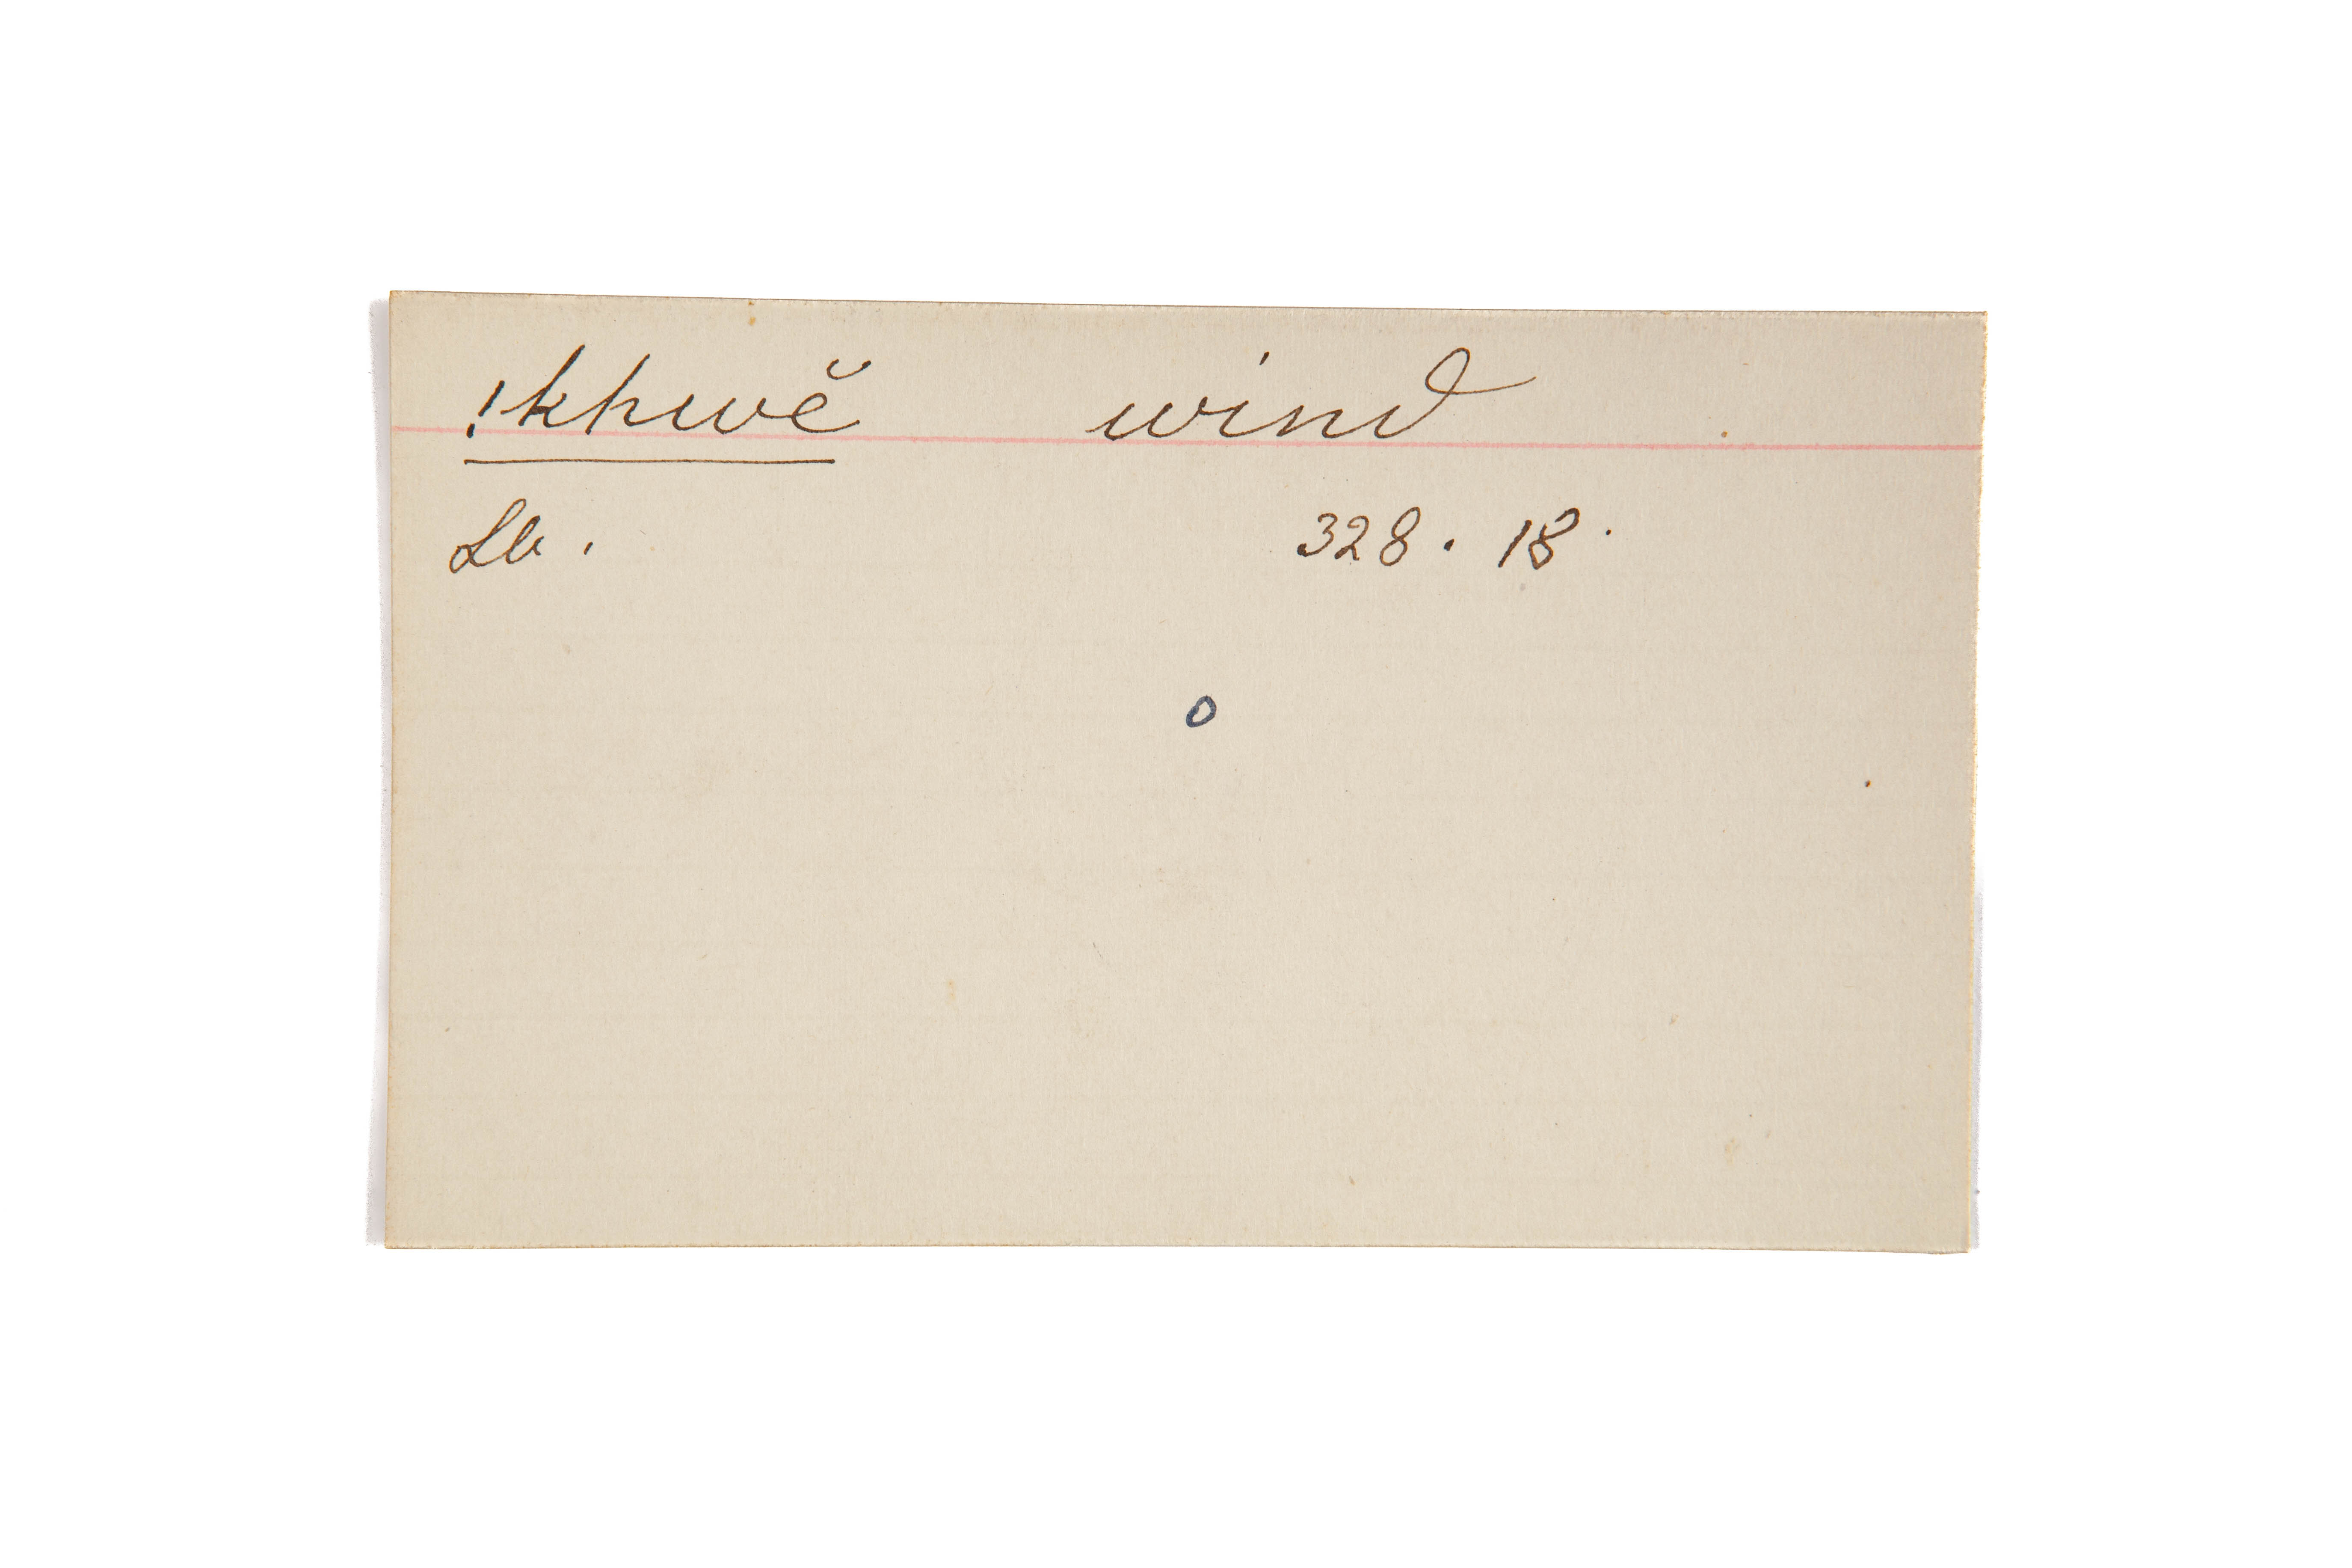 !khwĕ wind
Lb. 328. 18.
o